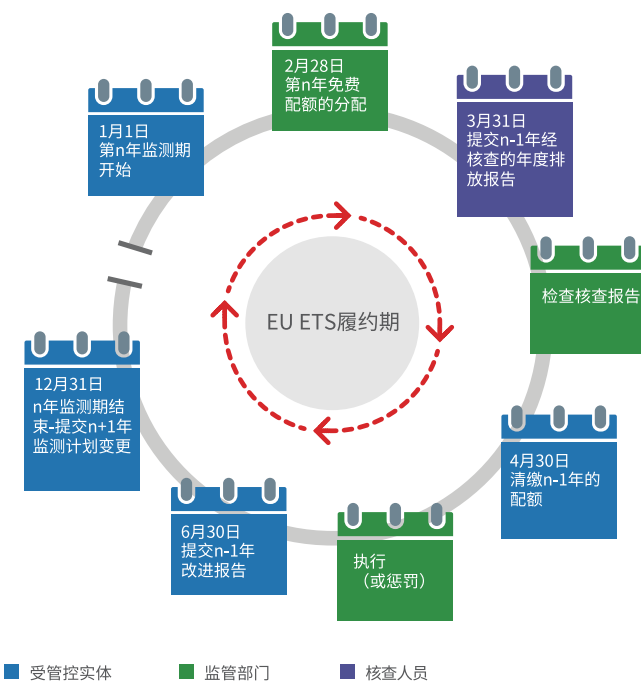 1月1日
第n年监测期
开始
2月28日
第n年免费
配额的分配
3月31日
提交n-1年经
核查的年度排
放报告
检查核查报告
4月30日
清缴n-1年的
配额
执行
（或惩罚）
6月30日
提交n-1年
改进报告
12月31日
n年监测期结
束-提交n+1年
监测计划变更
EU ETS履约期
受管控实体
监管部门
核查人员